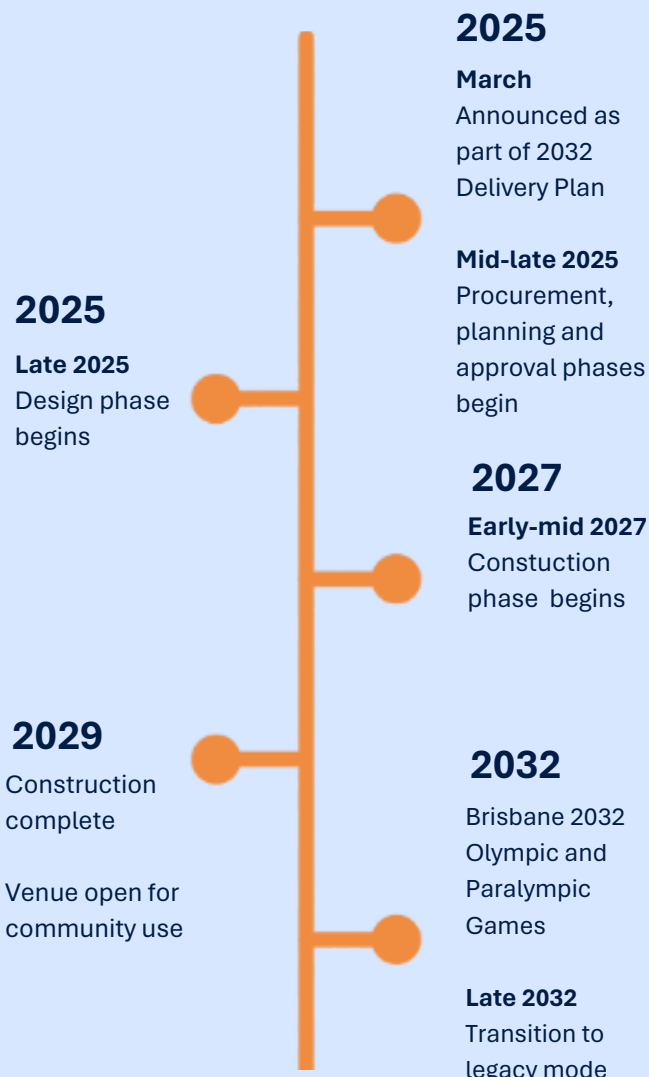 2025
March
Announced as
part of 2032
Delivery Plan
Mid-late 2025
Procurement,
planning and
approval phases
begin
2025
Late 2025
Design phase
begins
2027
Early-mid 2027
Constuction
phase  begins
2029
Construction
complete
Venue open for
community use
2032
Brisbane 2032
Olympic and
Paralympic
Games
Late 2032
Transition to
legacy mode